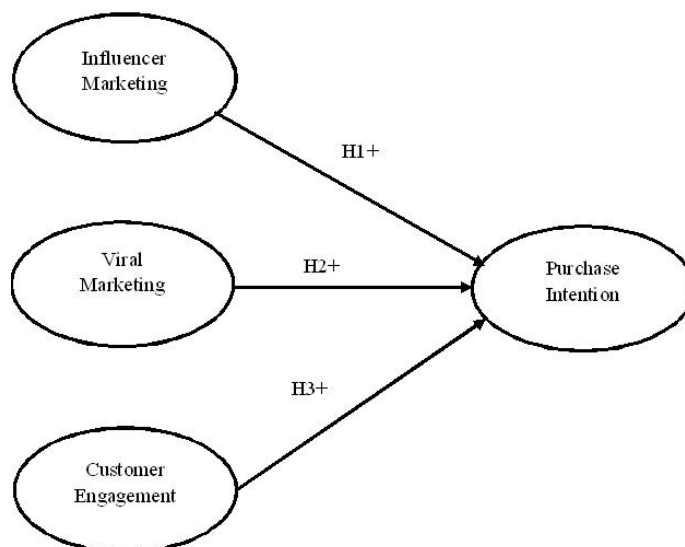 Influencer
Marketing
H1+
Viral
Marketing
H2+
Purchase
Intention
H3+
Customer
Engagement